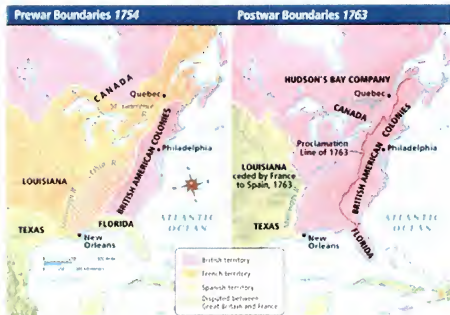 Prewar Boundaries 1754
CANADA
Quebec
St. Lawrence
BRITISH AMERICAN COLONIES
Philadelphia
Ohio R.
LOUISIANA
FLORIDA
TEXAS
New
Orleans
ATLANTIC
OCEAN
Postwar Boundaries 1763
HUDSON'S BAY COMPANY
Quebec
CANADA
Proclamation
Line of 1763
BRITISH AMERICAN COLONIES
Philadelphia
LOUISIANA
ceded by France
to Spain, 1763
TEXAS
New
Orleans
FLORIDA
ATLANTIC
OCEAN
British territory
French territory
Spanish territory
Disputed between
Great Britain and France